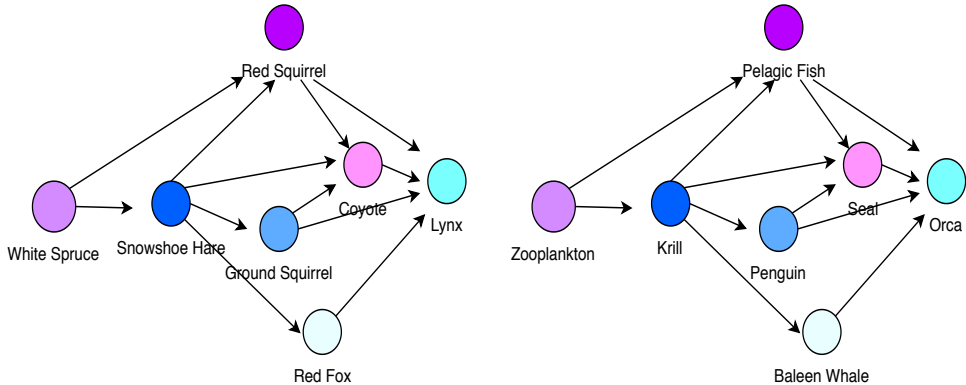 Red Squirrel
Coyote
Lynx
White Spruce
Snowshoe Hare
Ground Squirrel
Red Fox
Pelagic Fish
Seal
Orca
Zooplankton
Krill
Penguin
Baleen Whale